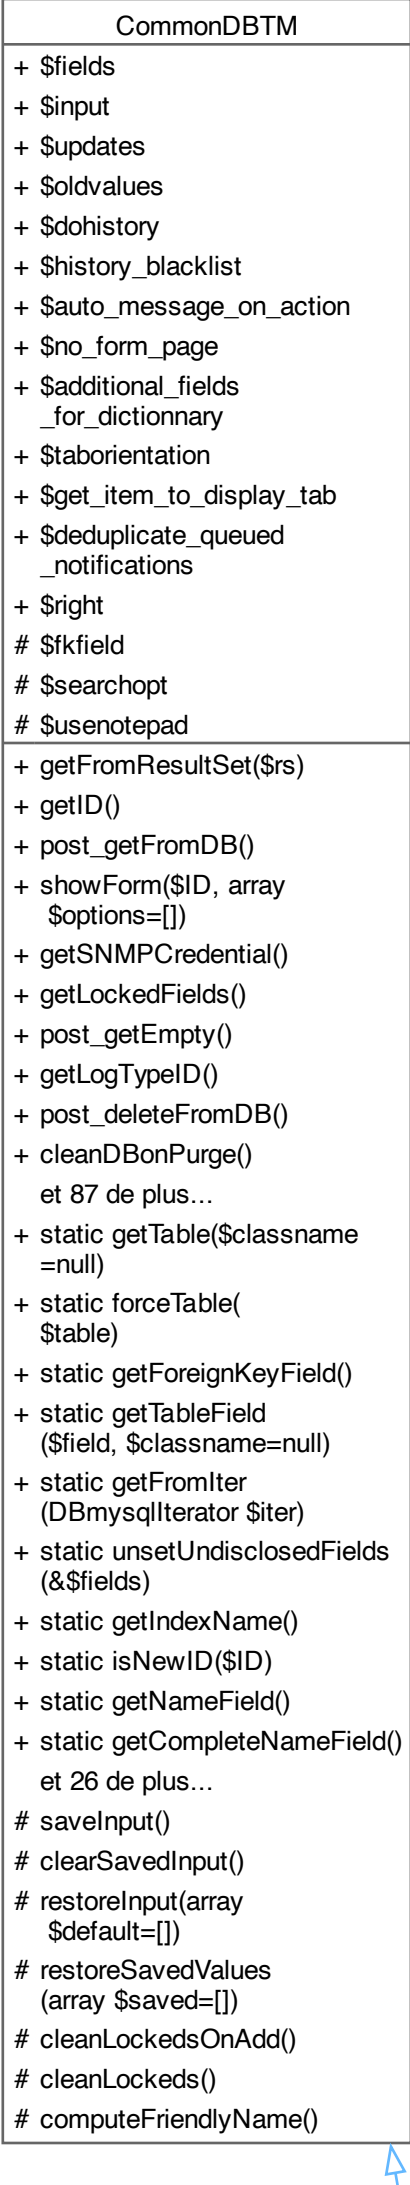 CommonDBTM
+ $fields
+ $input
+ $updates
+ $oldvalues
+ $dohistory
+ $history_blacklist
+ $auto_message_on_action
+ $no_form_page
+ $additional_fields
_for_dictionnary
+ $taborientation
+ $get_item_to_display_tab
+ $deduplicate_queued
_notifications
+ $right
# $fkfield
# $searchopt
# $usenotepad
+ getFromResultSet($rs)
+ getID()
+ post_getFromDB()
+ showForm($ID, array
$options=[])
+ getSNMPCredential()
+ getLockedFields()
+ post_getEmpty()
+ getLogTypeID()
+ post_deleteFromDB()
+ cleanDBonPurge()
et 87 de plus...
+ static getTable($classname
=null)
+ static forceTable(
$table)
+ static getForeignKeyField()
+ static getTableField
($field, $classname=null)
+ static getFromIter
(DBmysqlIterator $iter)
+ static unsetUndisclosedFields
(&$fields)
+ static getIndexName()
+ static isNewID($ID)
+ static getNameField()
+ static getCompleteNameField()
et 26 de plus...
# saveInput()
# clearSavedInput()
# restoreInput(array
$default=[])
# restoreSavedValues
(array $saved=[])
# cleanLockedsOnAdd()
# cleanLockeds()
# computeFriendlyName()